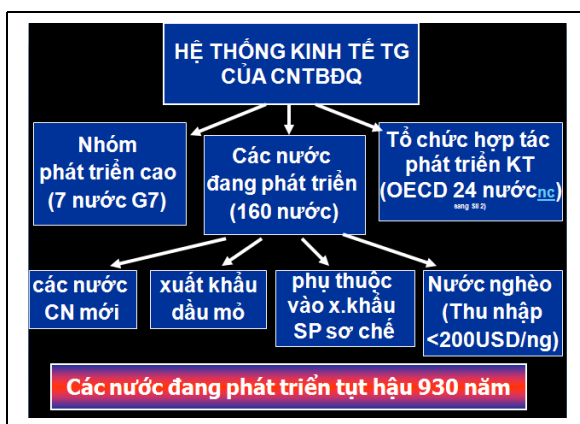 HỆ THỐNG KINH TẾ TG
CỦA CNTBĐQ
Nhóm
phát triển cao
(7 nước G7)
Các nước
đang phát triển
(160 nước)
Tổ chức hợp tác
phát triển KT
(OECD 24 nướcnc)
sang Sli 2)
các nước
CN mới
xuất khẩu
dầu mỏ
phụ thuộc
vào x.khẩu
SP sơ chế
Nước nghèo
(Thu nhập
<200USD/ng)
Các nước đang phát triển tụt hậu 930 năm